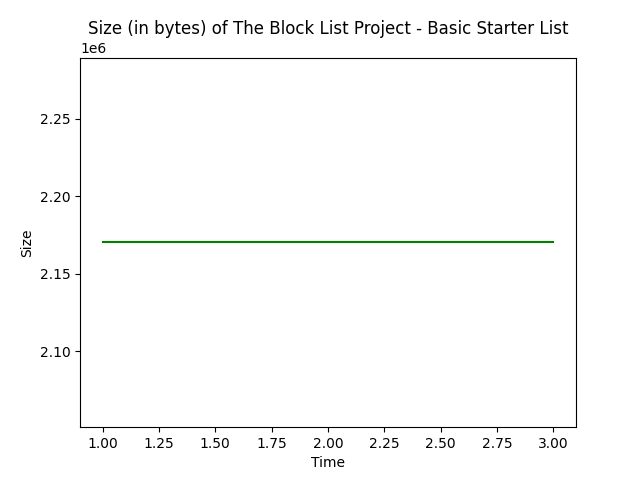 Size (in bytes) of The Block List Project - Basic Starter List
1e6
2.25
2.20
2.15
2.10
Size
1.00 1.25 1.50 1.75 2.00 2.25 2.50 2.75 3.00
Time